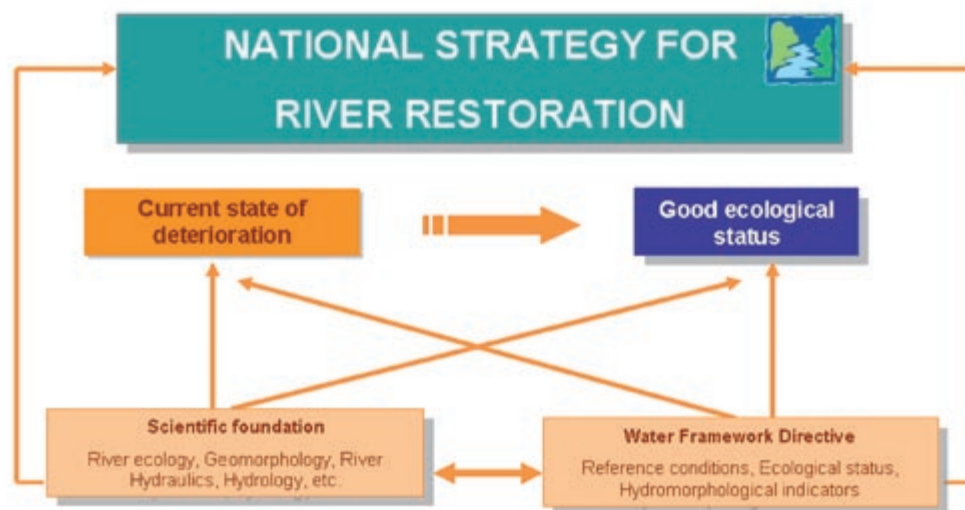 NATIONAL STRATEGY FOR
RIVER RESTORATION
Current state of
deterioration
Good ecological
status
Scientific foundation
River ecology, Geomorphology, River
Hydraulics, Hydrology, etc.
Water Framework Directive
Reference conditions, Ecological status,
Hydromorphological indicators